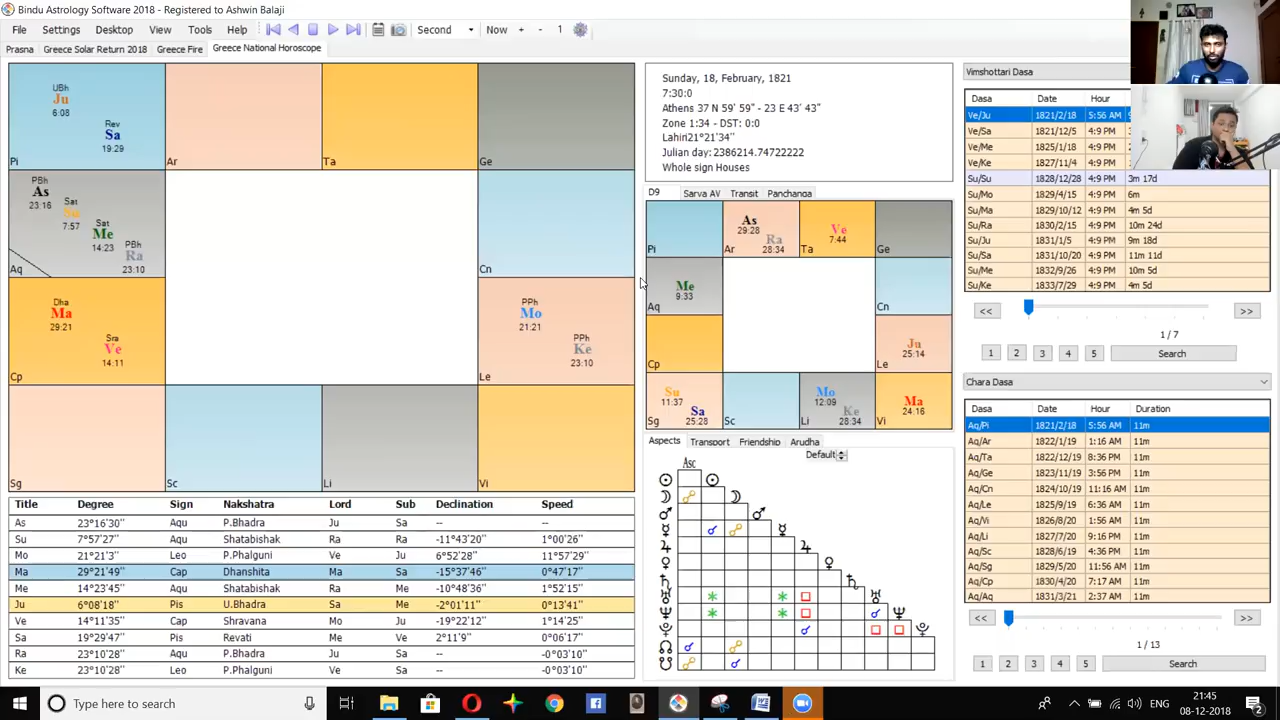 Bindu Astrology Software 2018 - Registered to Ashwin Balaji
File Settings Desktop View Tools Help Second Now + - 1
Prasna Greece Solar Return 2018 Greece Fire Greece National Horoscope
UBh
Ju
6:08
Rev
Sa
19:29
Pi
Ar
Ta
Ge
PBh
As
23:16
Sat
Su
7:57
Sat
Me
14:23
PBh
Ra
23:10
Aq
Cn
Dha
Ma
29:21
Sra
Ve
14:11
Cp
PPh
Mo
21:21
PPh
Ke
23:10
Le
Sg
Sc
Li
Vi
Title Degree Sign Nakshatra Lord Sub Declination Speed
As 23°16'30" Aqu P.Bhadra Ju Sa -- --
Su 7°57'27" Aqu Shatabishak Ra Ra -11°43'20" 1°00'26"
Mo 21°21'3" Leo P.Phalguni Ve Ju 6°52'28" 11°57'29"
Ma 29°21'49" Cap Dhanshita Ma Sa -15°37'46" 0°47'17"
Me 14°23'45" Aqu Shatabishak Ra Me -10°48'36" 1°52'15"
Ju 6°08'18" Pis U.Bhadra Sa Me -2°01'11" 0°13'41"
Ve 14°11'35" Cap Shravana Mo Ju -19°22'12" 1°14'25"
Sa 19°29'47" Pis Revati Me Ve 2°11'9" 0°06'17"
Ra 23°10'28" Aqu P.Bhadra Ju Sa -- -0°03'10"
Ke 23°10'28" Leo P.Phalguni Ve Sa -- -0°03'10"
Sunday, 18, February, 1821
7:30:0
Athens 37 N 59' 59" - 23 E 43' 43"
Zone 1:34 - DST: 0:0
Lahiri21°21'34"
Julian day: 2386214.74722222
Whole sign Houses
D9 Sarva AV Transit Panchanga
Pi
As
29:28
Ra
28:34
Ar
Ve
7:44
Ta
Ge
Me
9:33
Aq
Cn
Cp
Ju
25:14
Le
Su
11:37
Sa
25:28
Sg
Sc
Mo
12:09
Ke
28:34
Li
Ma
24:16
Vi
Aspects Transport Friendship Arudha
Default
Asc
Vimshottari Dasa
Dasa Date Hour
Ve/Ju 1821/2/18 5:56 AM
Ve/Sa 1821/12/5 4:9 PM
Ve/Me 1825/1/18 4:9 PM
Ve/Ke 1827/11/4 4:9 PM
Su/Su 1828/12/28 4:9 PM 3m 17d
Su/Mo 1829/4/15 4:9 PM 6m
Su/Ma 1829/10/12 4:9 PM 4m 5d
Su/Ra 1830/2/15 4:9 PM 10m 24d
Su/Ju 1831/1/5 4:9 PM 9m 18d
Su/Sa 1831/10/20 4:9 PM 11m 11d
Su/Me 1832/9/26 4:9 PM 10m 5d
Su/Ke 1833/7/29 4:9 PM 4m 5d
<< >>
1 / 7
1 2 3 4 5 Search
Chara Dasa
Dasa Date Hour Duration
Aq/Pi 1821/2/18 5:56 AM 11m
Aq/Ar 1822/1/19 1:16 AM 11m
Aq/Ta 1822/12/19 8:36 PM 11m
Aq/Ge 1823/11/19 3:56 PM 11m
Aq/Cn 1824/10/19 11:16 AM 11m
Aq/Le 1825/9/19 6:36 AM 11m
Aq/Vi 1826/8/20 1:56 AM 11m
Aq/Li 1827/7/20 9:16 PM 11m
Aq/Sc 1828/6/19 4:36 PM 11m
Aq/Sg 1829/5/20 11:56 AM 11m
Aq/Cp 1830/4/20 7:17 AM 11m
Aq/Aq 1831/3/21 2:37 AM 11m
<< >>
1 / 13
1 2 3 4 5 Search
Type here to search
21:45
08-12-2018
2